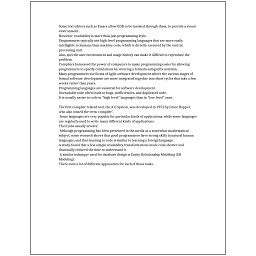 Some text editors such as Emacs allow GDB to be invoked through them, to provide a visual
environment.
However, readability is more than just programming style.
Programmers typically use high-level programming languages that are more easily
intelligible to humans than machine code, which is directly executed by the central
processing unit.
Also, specific user environment and usage history can make it difficult to reproduce the
problem.
Compilers harnessed the power of computers to make programming easier by allowing
programmers to specify calculations by entering a formula using infix notation.
Many programmers use forms of Agile software development where the various stages of
formal software development are more integrated together into short cycles that take a few
weeks rather than years.
Programming languages are essential for software development.
Unreadable code often leads to bugs, inefficiencies, and duplicated code.
It is usually easier to code in "high-level" languages than in "low-level" ones.
The first compiler related tool, the A-0 System, was developed in 1952 by Grace Hopper,
who also coined the term 'compiler'.
Some languages are very popular for particular kinds of applications, while some languages
are regularly used to write many different kinds of applications.
Their jobs usually involve:
Although programming has been presented in the media as a somewhat mathematical
subject, some research shows that good programmers have strong skills in natural human
languages, and that learning to code is similar to learning a foreign language.
A study found that a few simple readability transformations made code shorter and
drastically reduced the time to understand it.
A similar technique used for database design is Entity-Relationship Modeling (ER
Modeling).
There exist a lot of different approaches for each of those tasks.